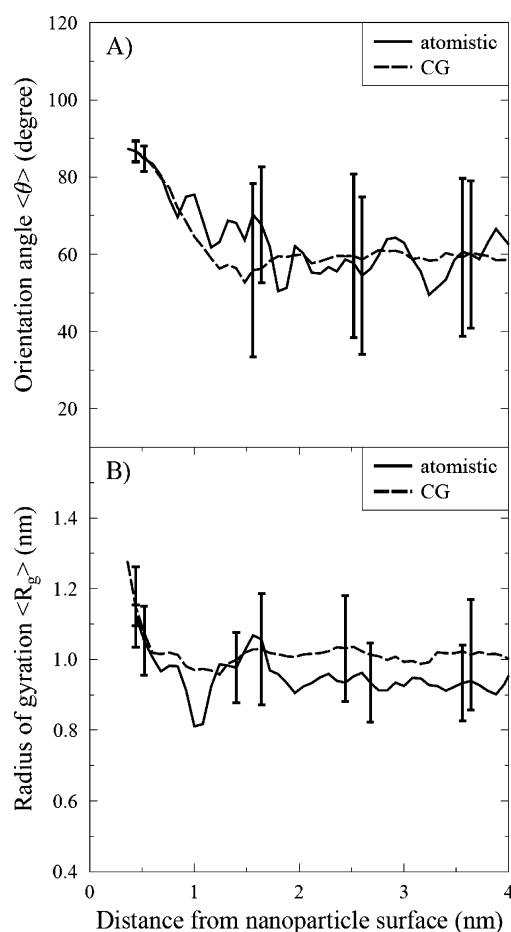 120
A)
atomistic
CG
100
80
60
40
20
Orientation angle <θ> (degree)
B)
atomistic
CG
1.4
1.2
1.0
0.8
0.6
0.4
Radius of gyration <Rg> (nm)
0 1 2 3 4
Distance from nanoparticle surface (nm)